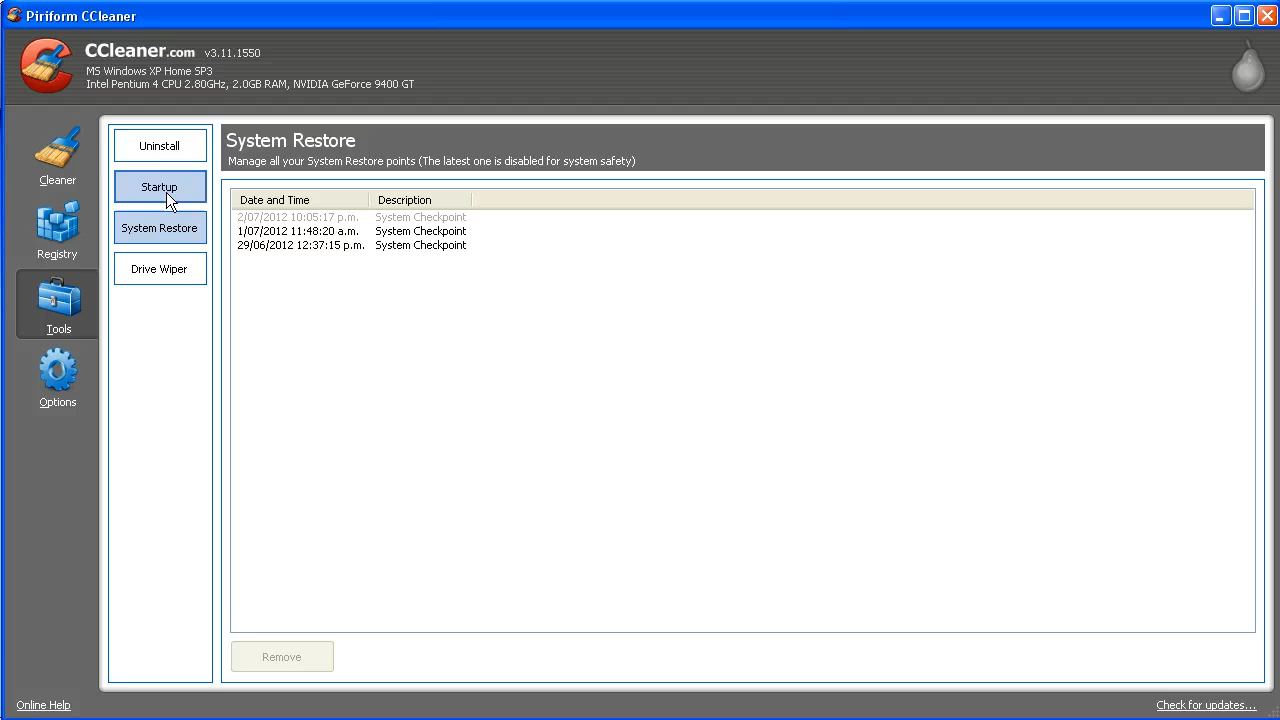 Piriform CCleaner
CCleaner.com v3.11.1550
MS Windows XP Home SP3
Intel Pentium 4 CPU 2.80GHz, 2.0GB RAM, NVIDIA GeForce 9400 GT
Cleaner
Registry
Tools
Options
Uninstall
Startup
System Restore
Drive Wiper
System Restore
Manage all your System Restore points (The latest one is disabled for system safety)
Date and Time Description
2/07/2012 10:05:17 p.m. System Checkpoint
1/07/2012 11:48:20 a.m. System Checkpoint
29/06/2012 12:37:15 p.m. System Checkpoint
Remove
Online Help
Check for updates...